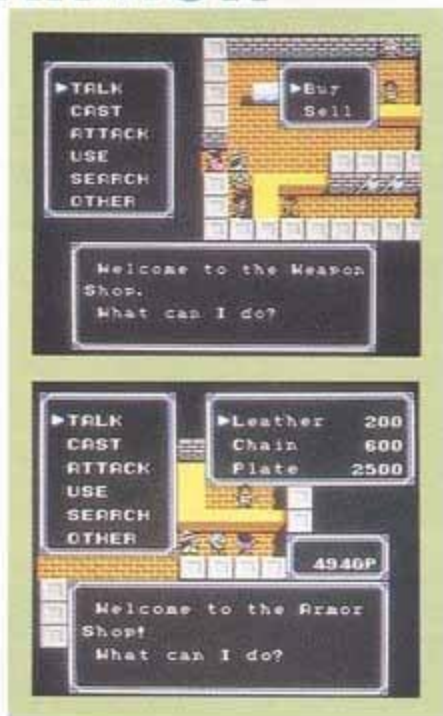 ▶TALK
CAST
ATTACK
USE
SEARCH
OTHER
▶Buy
Sell
Welcome to the Weapon
Shop.
What can I do?
▶TALK
CAST
ATTACK
USE
SEARCH
OTHER
▶Leather 200
Chain 600
Plate 2500
494GP
Welcome to the Armor
Shop!
What can I do?